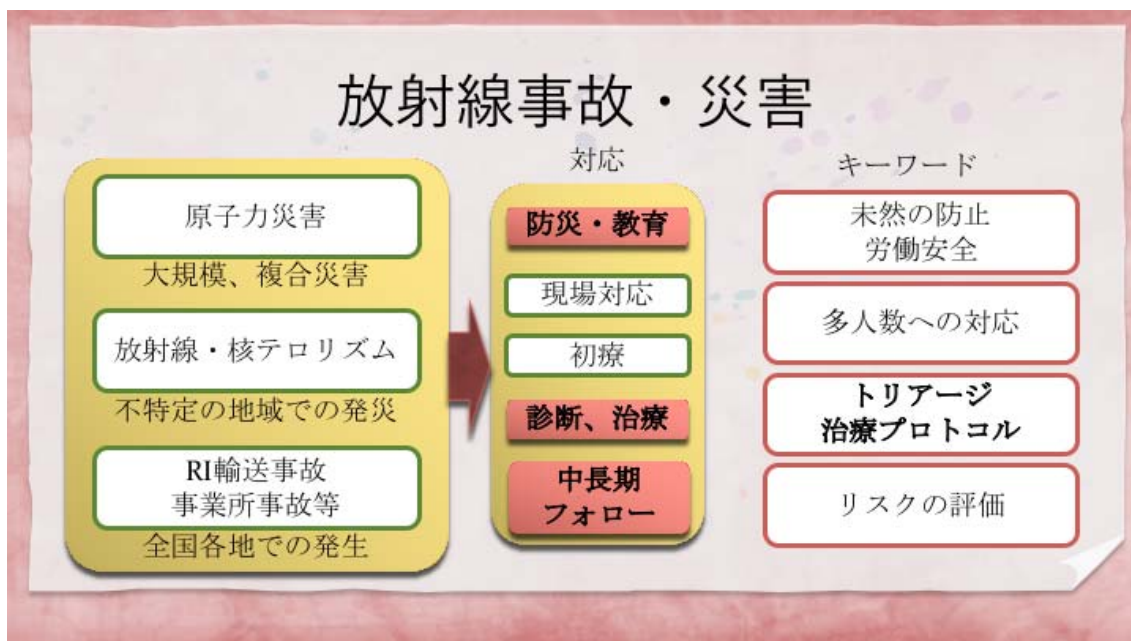 放射線事故・災害
原子力災害
大規模、複合災害
放射線・核テロリズム
不特定の地域での発災
RI輸送事故
事業所事故等
全国各地での発生
対応
防災・教育
現場対応
初療
診断、治療
中長期
フォロー
キーワード
未然の防止
労働安全
多人数への対応
トリアージ
治療プロトコル
リスクの評価